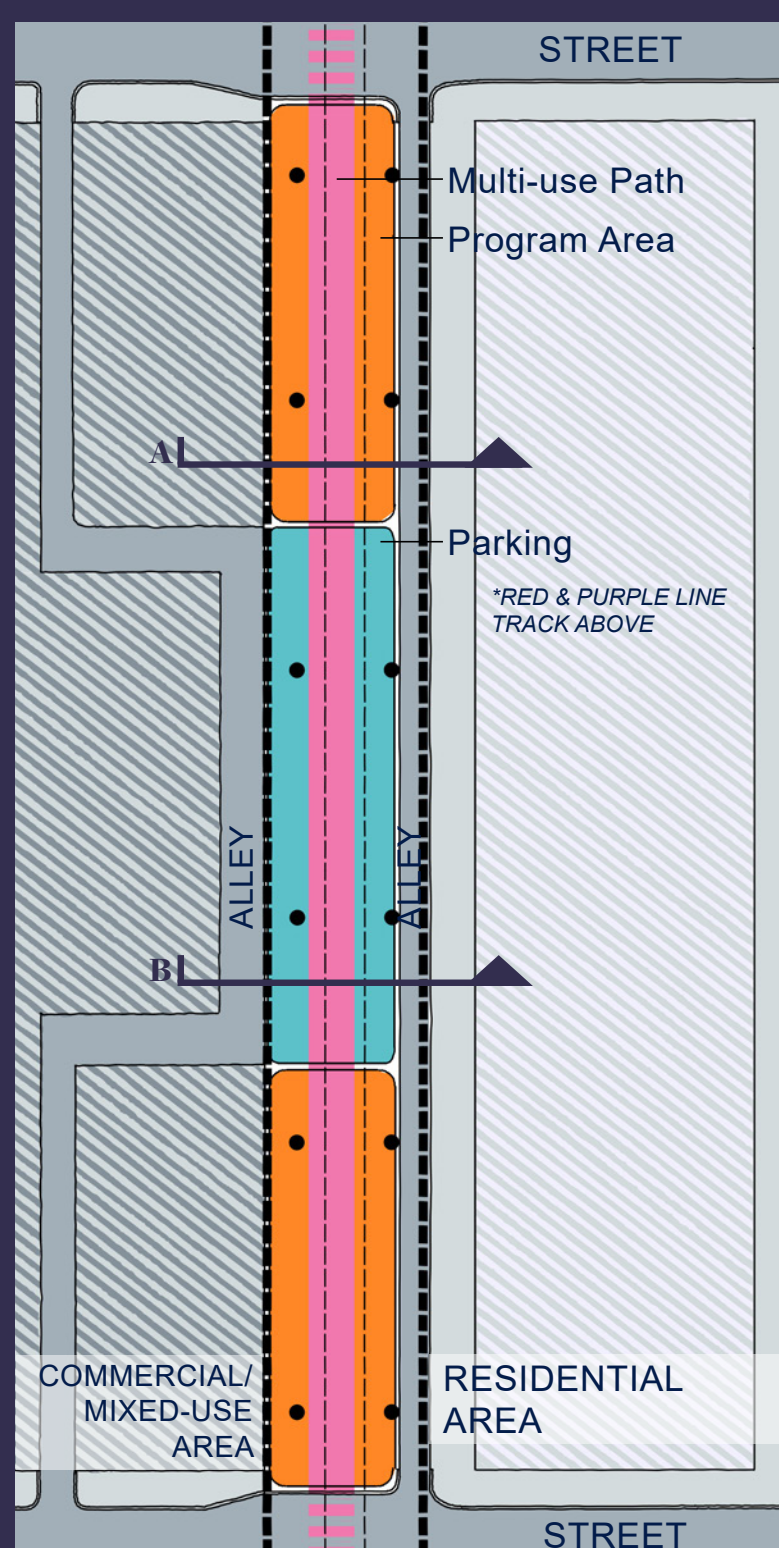 STREET
Multi-use Path
Program Area
A
Parking
*RED & PURPLE LINE
TRACK ABOVE
ALLEY
ALLEY
B
COMMERCIAL/
MIXED-USE
AREA
RESIDENTIAL
AREA
STREET